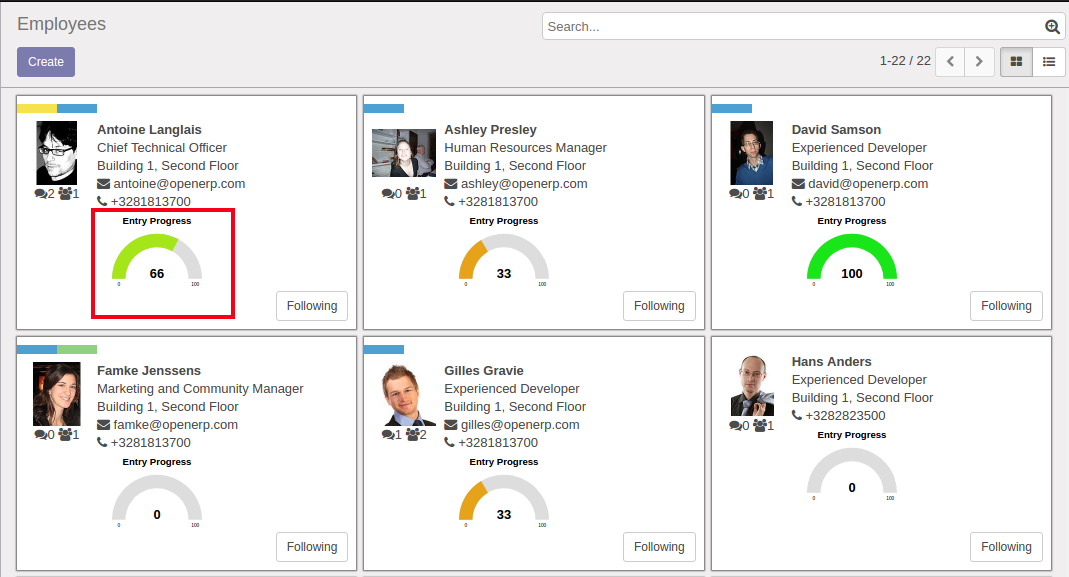 Employees
Search...
Create
1-22 / 22
Antoine Langlais
Chief Technical Officer
Building 1, Second Floor
antoine@openerp.com
2 1
+3281813700
Entry Progress
66
0 100
Following
Ashley Presley
Human Resources Manager
Building 1, Second Floor
ashley@openerp.com
0 1
+3281813700
Entry Progress
33
0 100
Following
David Samson
Experienced Developer
Building 1, Second Floor
david@openerp.com
0 1
+3281813700
Entry Progress
100
0 100
Following
Famke Jenssens
Marketing and Community Manager
Building 1, Second Floor
famke@openerp.com
0 1
+3281813700
Entry Progress
0
0 100
Following
Gilles Gravie
Experienced Developer
Building 1, Second Floor
gilles@openerp.com
1 2
+3281813700
Entry Progress
33
0 100
Following
Hans Anders
Experienced Developer
Building 1, Second Floor
+3282823500
0 1
Entry Progress
0
0 100
Following